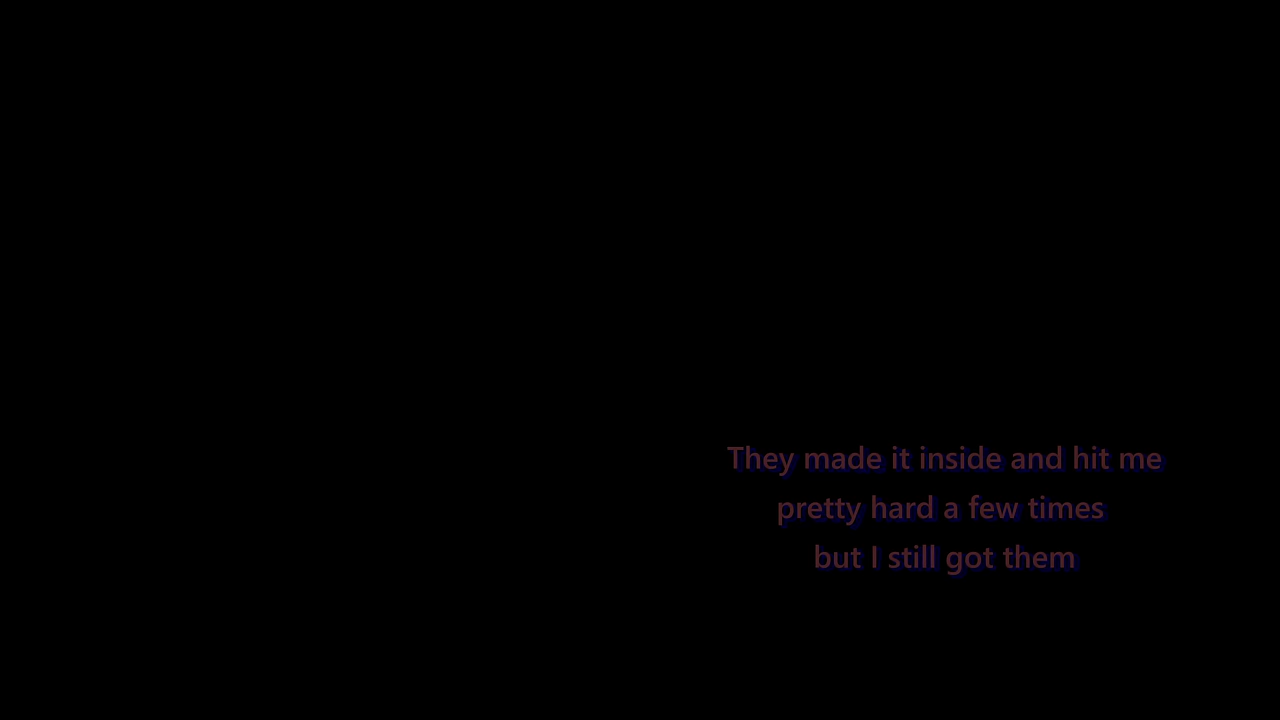 They made it inside and hit me
pretty hard a few times
but I still got them